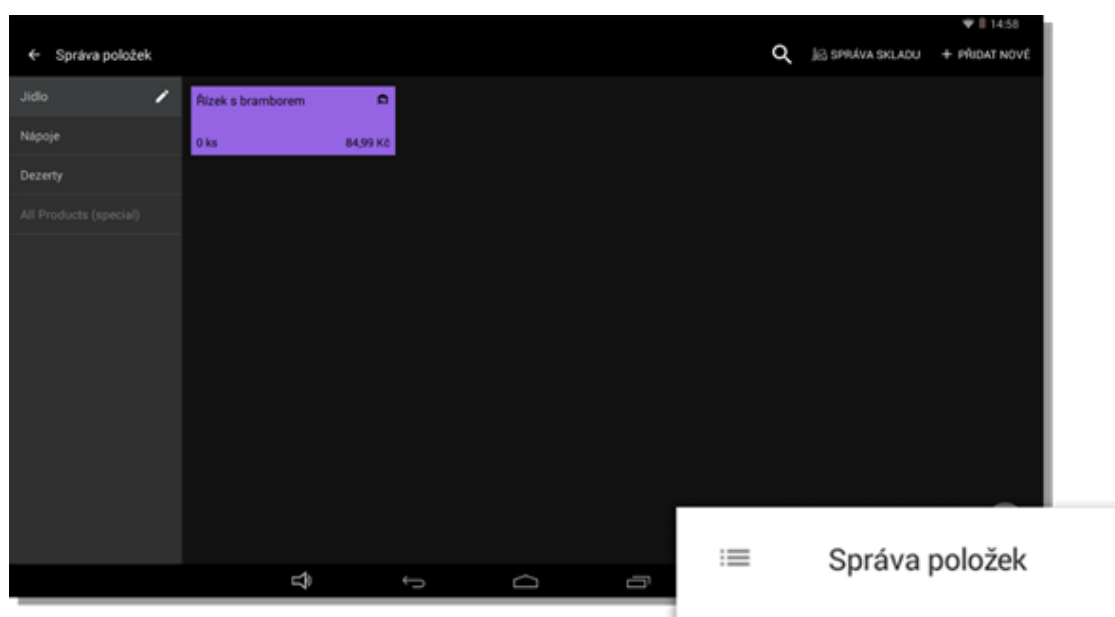 14:58
Správa položek
SPRÁVA SKLADU
+ PŘIDAT NOVÉ
Jídlo
Nápoje
Dezerty
All Products (special)
Řízek s bramborem
0 ks 84,99 Kč
Správa položek